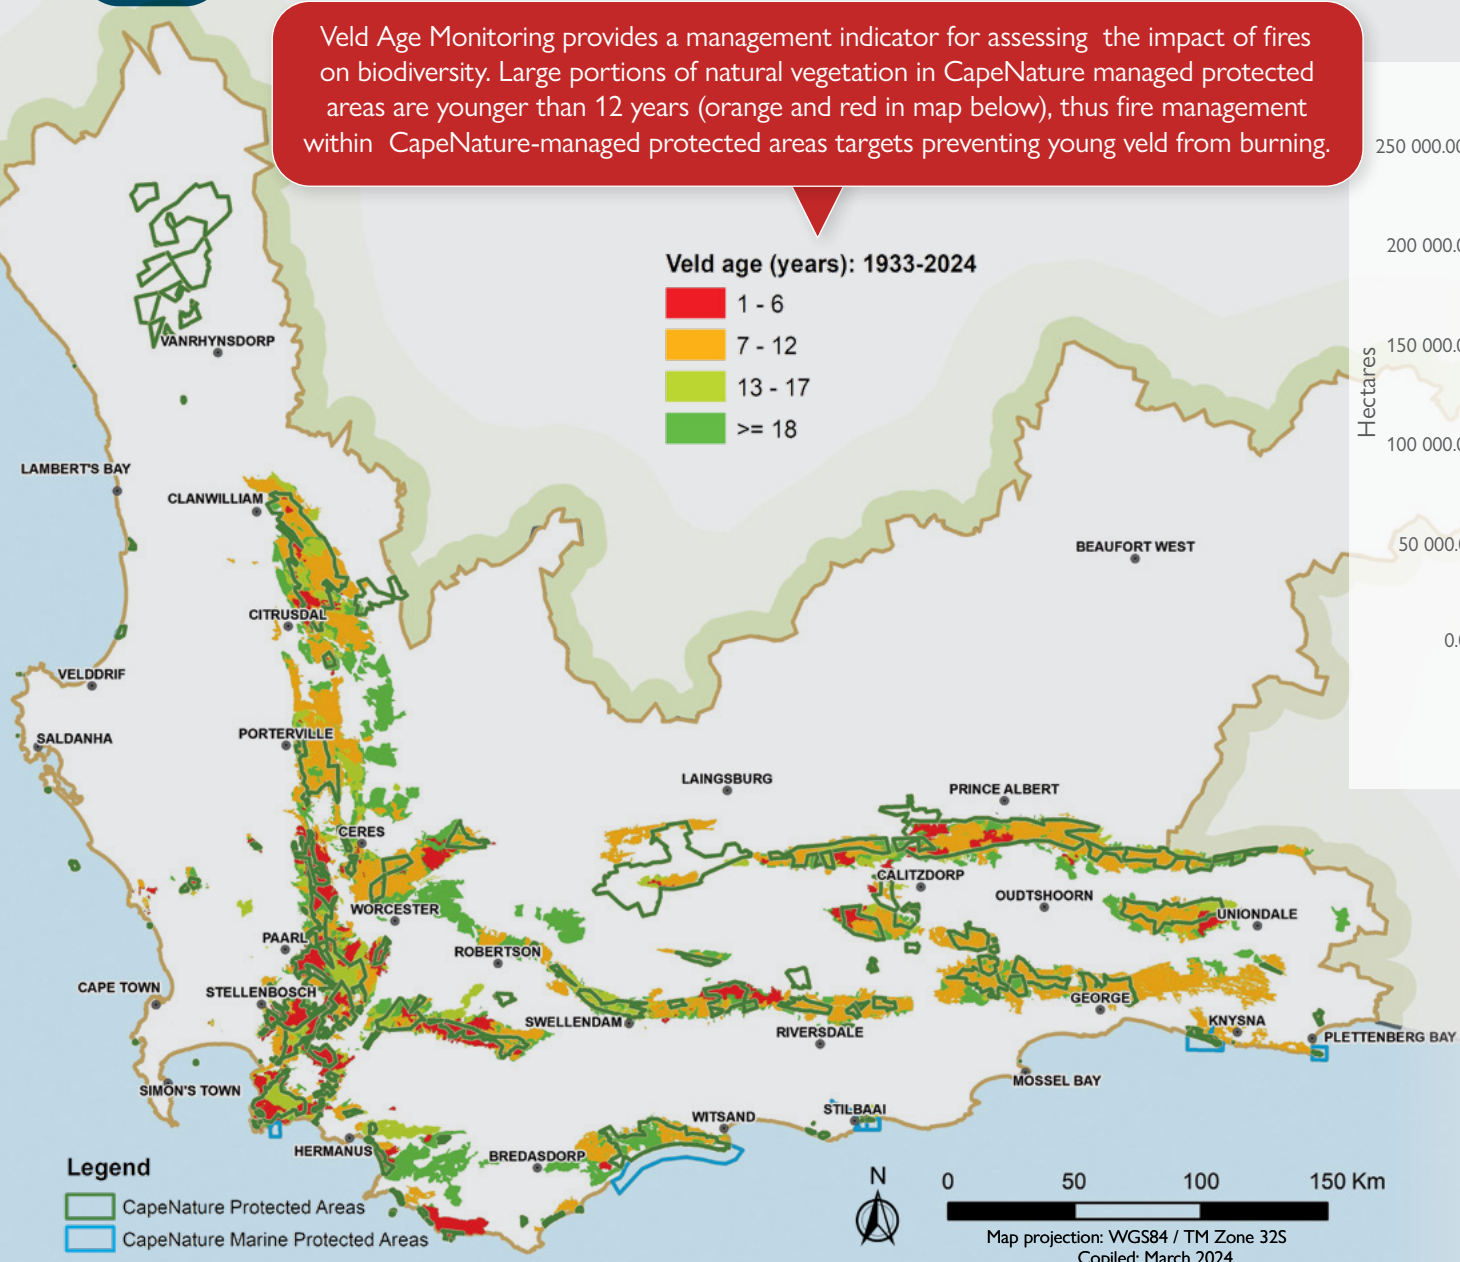 Veld Age Monitoring provides a management indicator for assessing the impact of fires
on biodiversity. Large portions of natural vegetation in CapeNature managed protected
areas are younger than 12 years (orange and red in map below), thus fire management
within CapeNature-managed protected areas targets preventing young veld from burning.
Veld age (years): 1933-2024
1 - 6
7 - 12
13 - 17
>= 18
Hectares
250 000.00
200 000.0
150 000.0
100 000.0
50 000.0
0.0
VANRHYNSDORP
LAMBERT'S BAY
CLANWILLIAM
BEAUFORT WEST
CITRUSDAL
VELDDRIF
SALDANHA
PORTERVILLE
LAINGSBURG
PRINCE ALBERT
CERES
CALITZDORP
OUDTSHOORN
WORCESTER
UNIONDALE
PAARL
ROBERTSON
CAPE TOWN
STELLENBOSCH
GEORGE
SWELLENDAM
RIVERSDALE
KNYSNA
PLETTENBERG BAY
SIMON'S TOWN
MOSSEL BAY
WITSAND
STILBAAI
HERMANUS
BREDASDORP
Legend
CapeNature Protected Areas
CapeNature Marine Protected Areas
N
0 50 100 150 Km
Map projection: WGS84 / TM Zone 32S
Copiled: March 2024